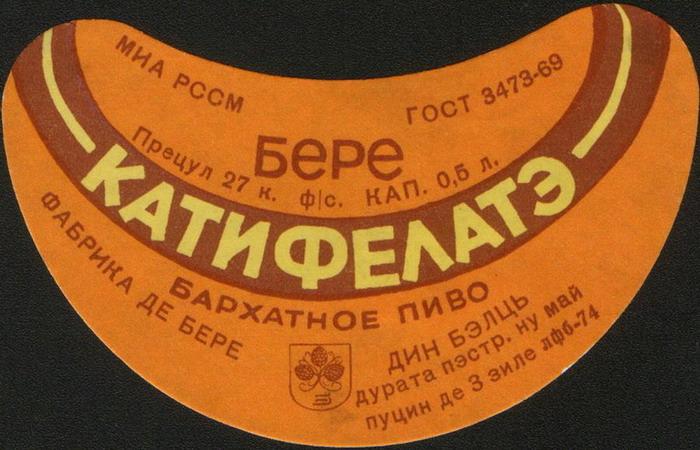 МИА РССМ
ГОСТ 3473-69
Бере
Прецул 27 к. ф|с. КАП. 0,5 л.
КАТИФЕЛАТЭ
БАРХАТНОЕ ПИВО
ФАБРИКА ДЕ БЕРЕ
ДИН БЭЛЦЬ
дурата пэстр. ну май
пуцин де 3 зиле лфб-74